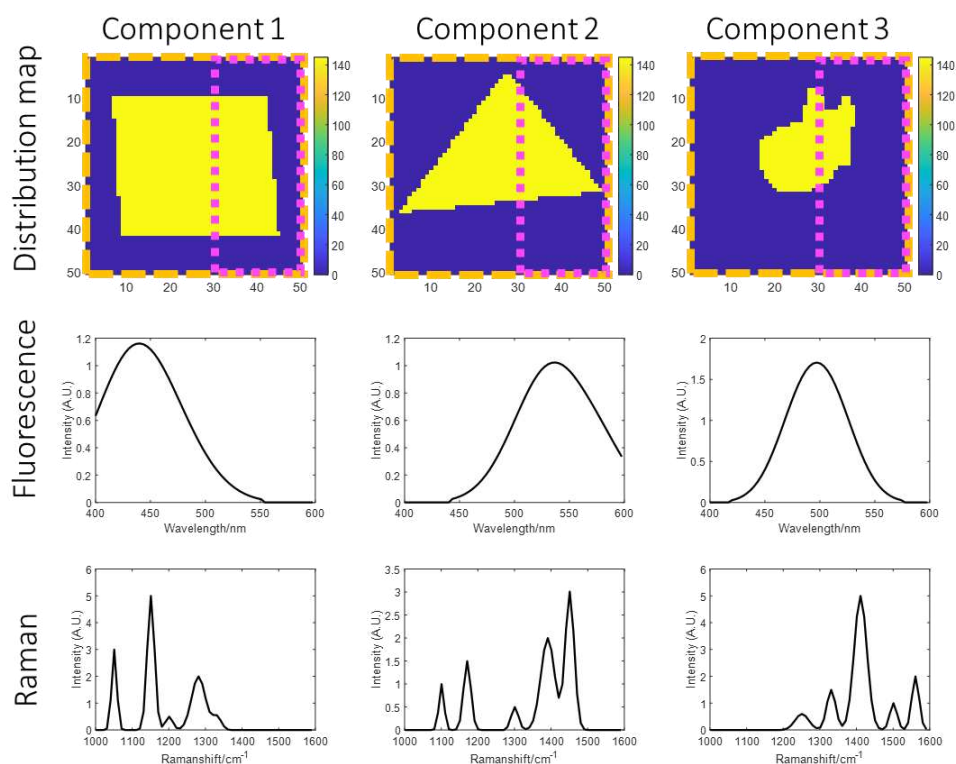 Component 1 Component 2 Component 3
Distribution map
10 20 30 40 50
10 20 30 40 50
0 20 40 60 80 100 120 140
10 20 30 40 50
10 20 30 40 50
0 20 40 60 80 100 120 140
10 20 30 40 50
10 20 30 40 50
0 20 40 60 80 100 120 140
Fluorescence
Intensity (A.U.)
0 0.2 0.4 0.6 0.8 1 1.2
400 450 500 550 600
Wavelength/nm
Intensity (A.U.)
0 0.2 0.4 0.6 0.8 1 1.2
400 450 500 550 600
Wavelength/nm
Intensity (A.U.)
0 0.5 1 1.5 2
400 450 500 550 600
Wavelength/nm
Raman
Intensity (A.U.)
0 1 2 3 4 5 6
1000 1100 1200 1300 1400 1500 1600
Ramanshift/cm⁻¹
Intensity (A.U.)
0 0.5 1 1.5 2 2.5 3 3.5
1000 1100 1200 1300 1400 1500 1600
Ramanshift/cm⁻¹
Intensity (A.U.)
0 1 2 3 4 5 6
1000 1100 1200 1300 1400 1500 1600
Ramanshift/cm⁻¹